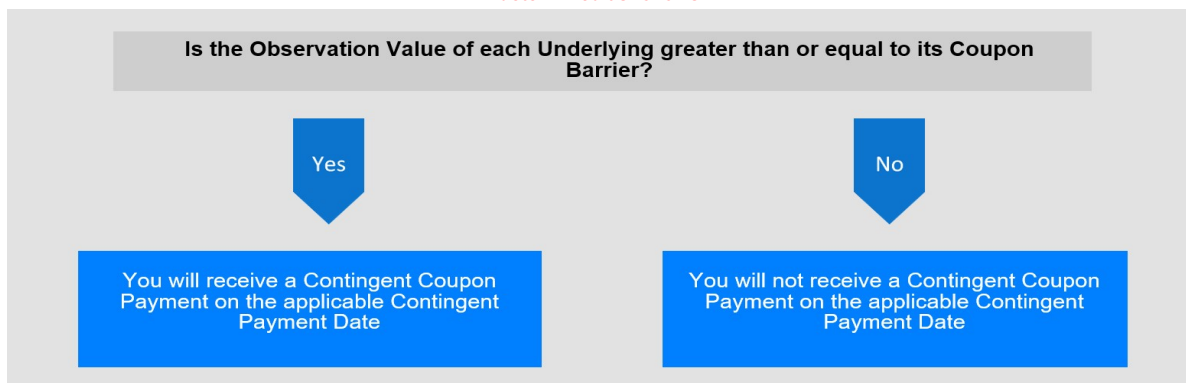 Is the Observation Value of each Underlying greater than or equal to its Coupon
Barrier?
Yes
No
You will receive a Contingent Coupon
Payment on the applicable Contingent
Payment Date
You will not receive a Contingent Coupon
Payment on the applicable Contingent
Payment Date